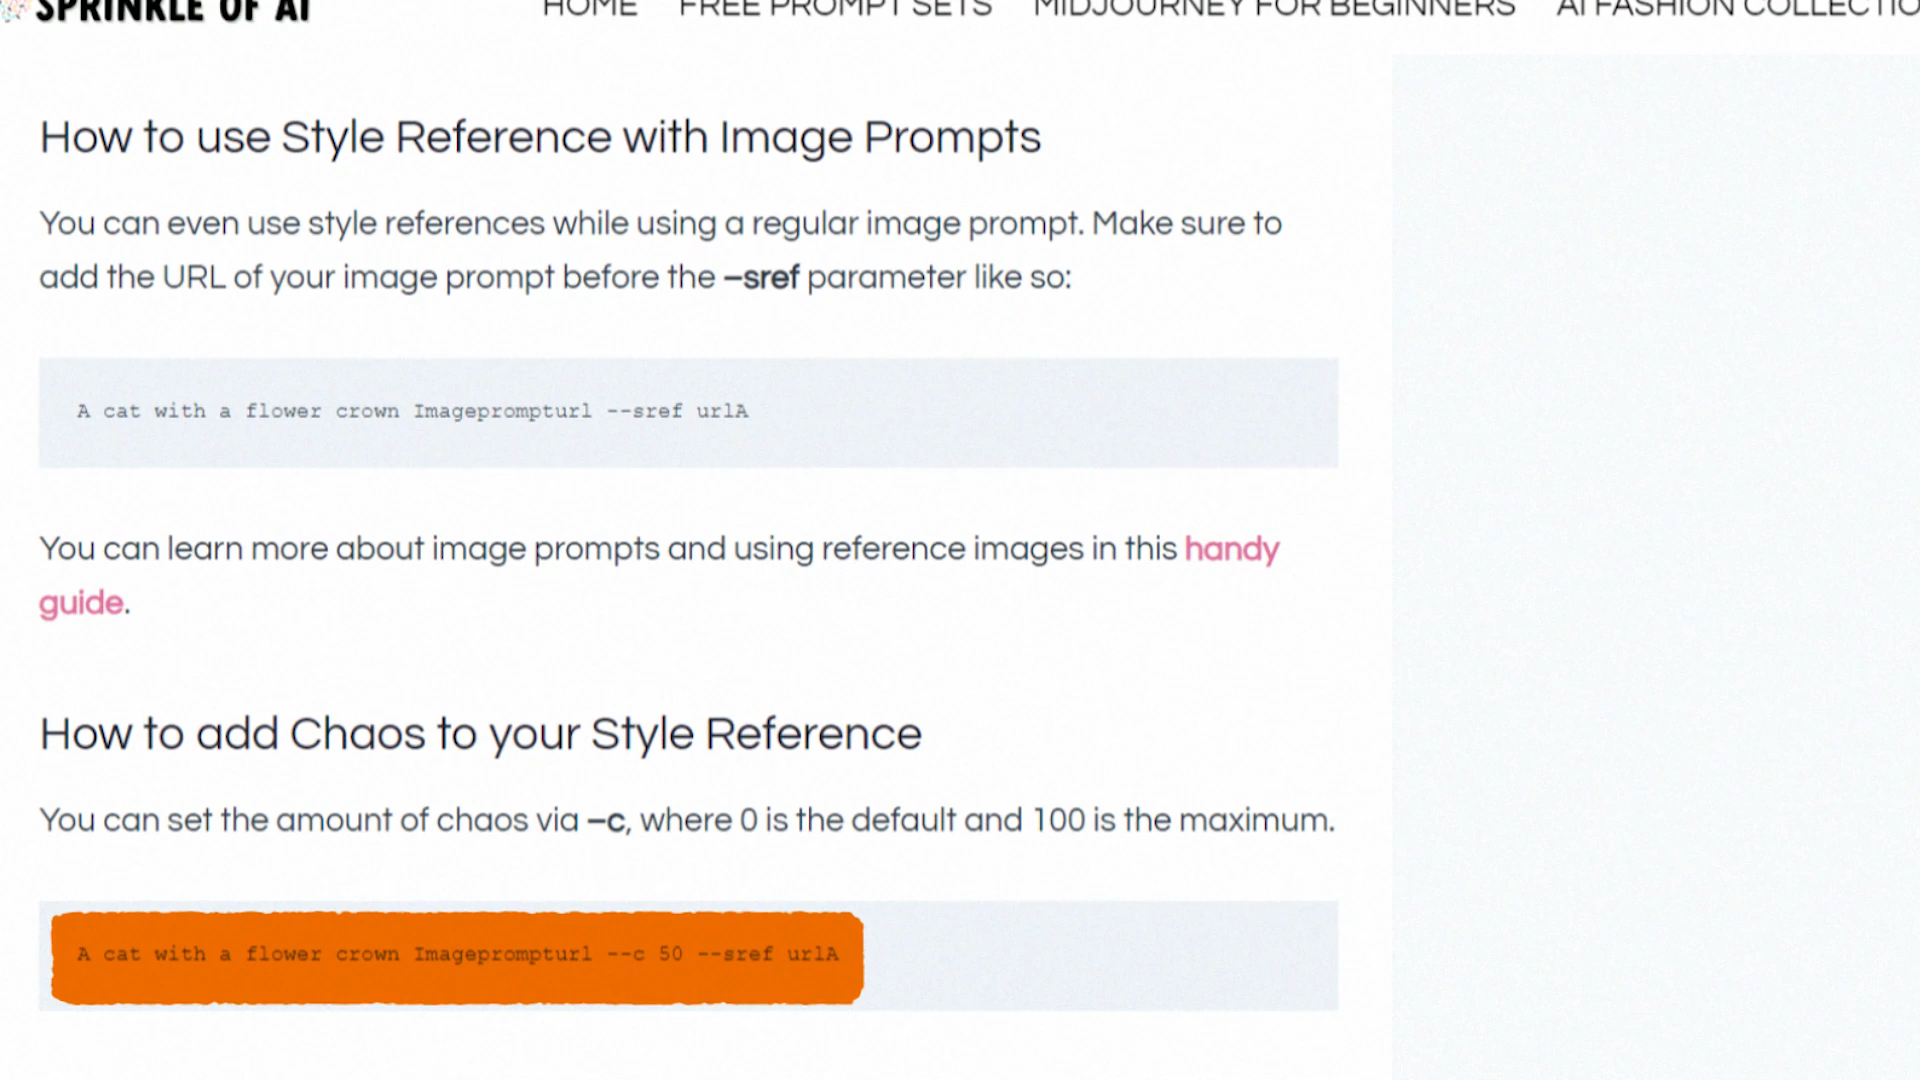 SPRINKLE OF AI
HOME FREE PROMPT SETS MIDJOURNEY FOR BEGINNERS AI FASHION COLLECTIO
How to use Style Reference with Image Prompts
You can even use style references while using a regular image prompt. Make sure to
add the URL of your image prompt before the –sref parameter like so:
A cat with a flower crown Imageprompturl --sref urlA
You can learn more about image prompts and using reference images in this handy
guide.
How to add Chaos to your Style Reference
You can set the amount of chaos via –c, where 0 is the default and 100 is the maximum.
A cat with a flower crown Imageprompturl --c 50 --sref urlA